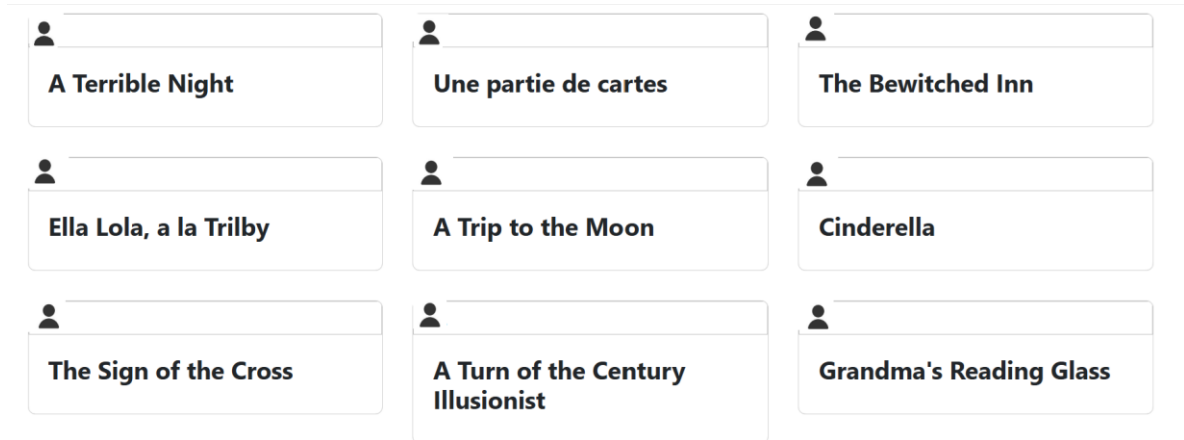 A Terrible Night
Une partie de cartes
The Bewitched Inn
Ella Lola, a la Trilby
A Trip to the Moon
Cinderella
The Sign of the Cross
A Turn of the Century
Illusionist
Grandma's Reading Glass